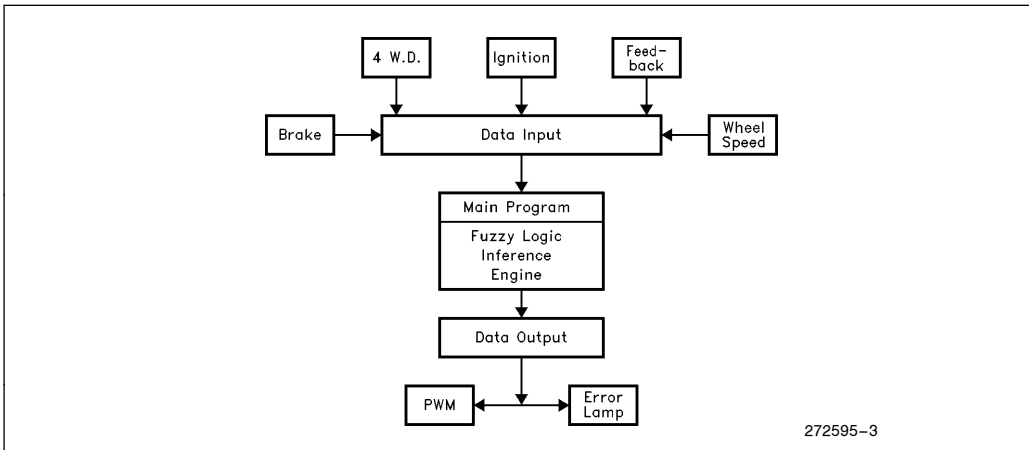 4 W.D.
Ignition
Feed-
back
Brake
Data Input
Wheel
Speed
Main Program
Fuzzy Logic
Inference
Engine
Data Output
PWM
Error
Lamp
272595–3